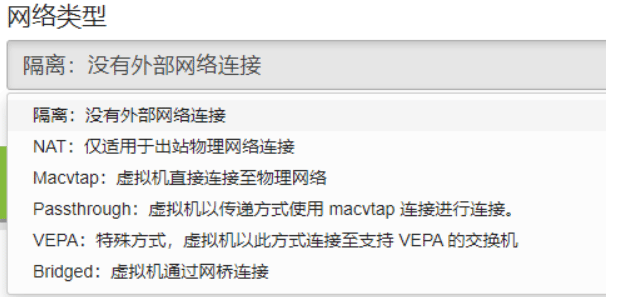 网络类型
隔离：没有外部网络连接
隔离：没有外部网络连接
NAT：仅适用于出站物理网络连接
Macvtap：虚拟机直接连接至物理网络
Passthrough：虚拟机以传递方式使用 macvtap 连接进行连接。
VEPA：特殊方式，虚拟机以此方式连接至支持 VEPA 的交换机
Bridged：虚拟机通过网桥连接